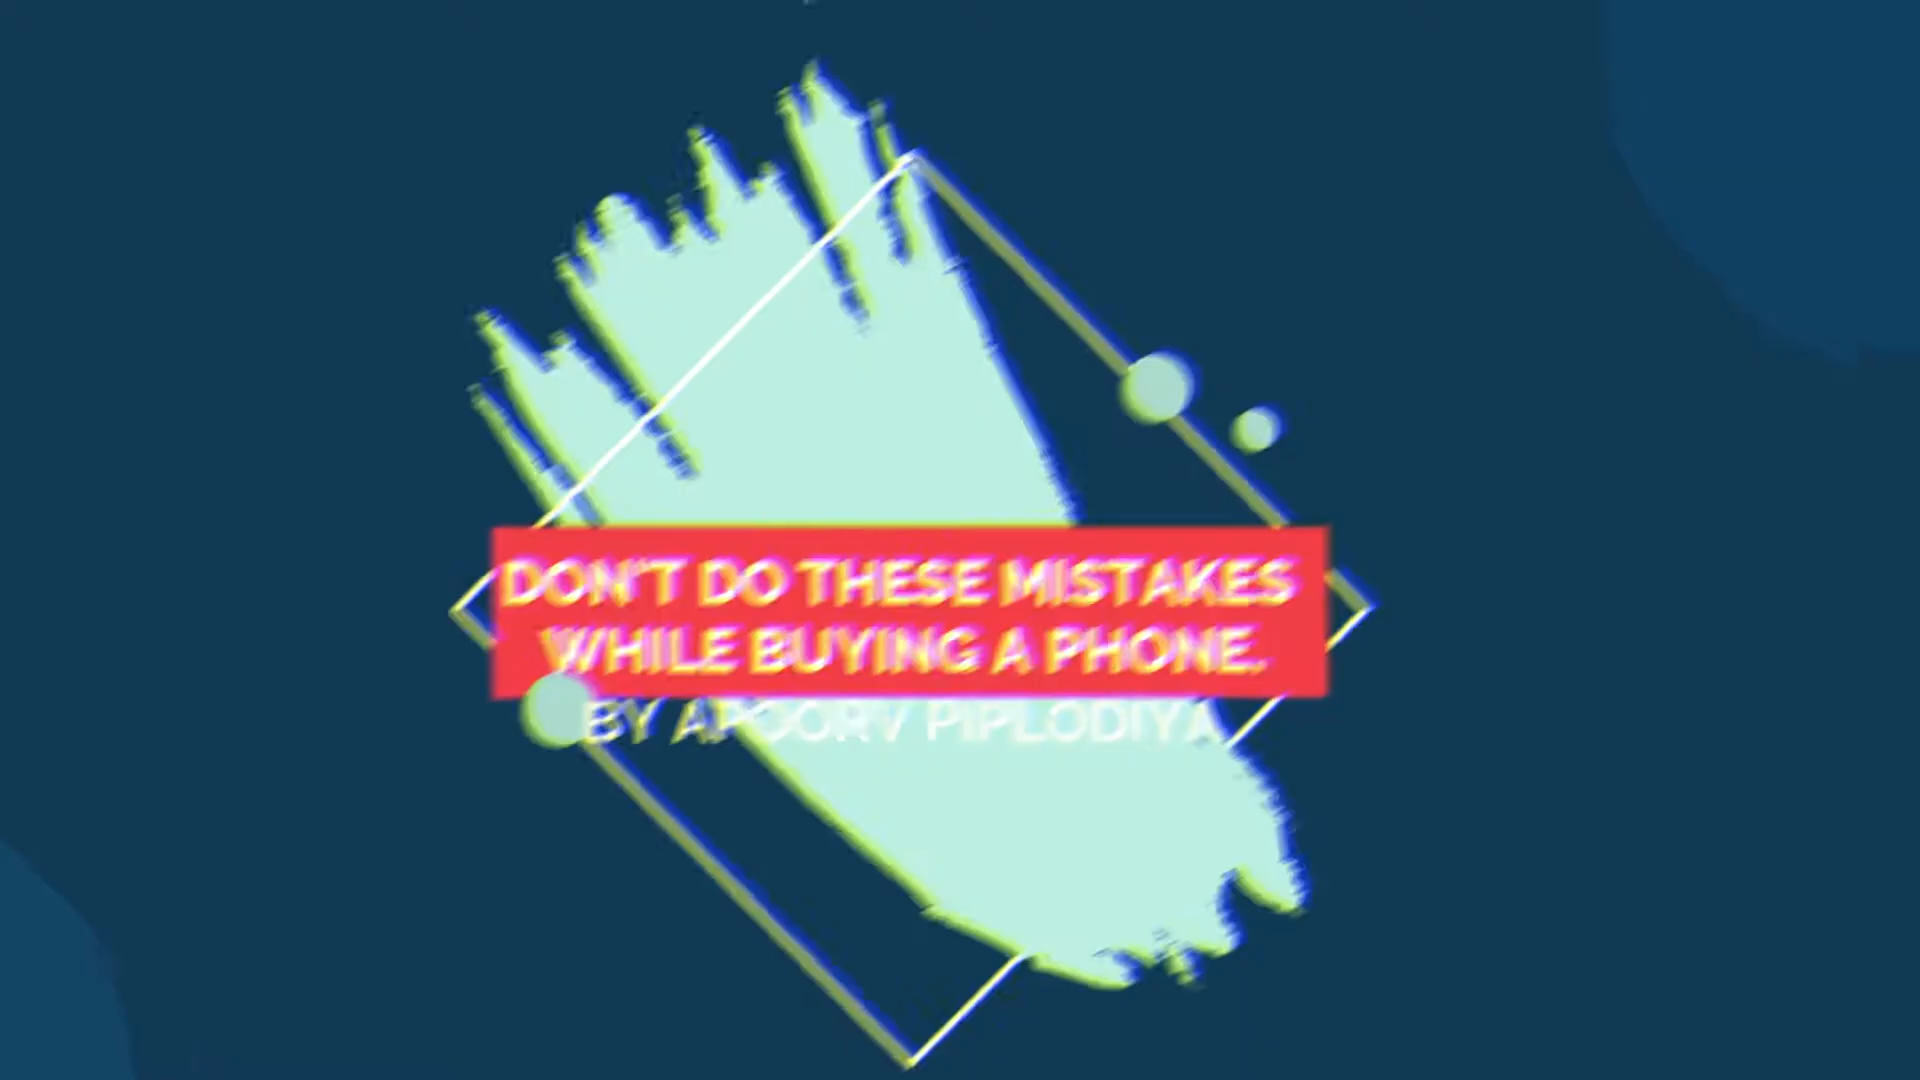 DON'T DO THESE MISTAKES
WHILE BUYING A PHONE.
BY APOORV PIPLODIYA